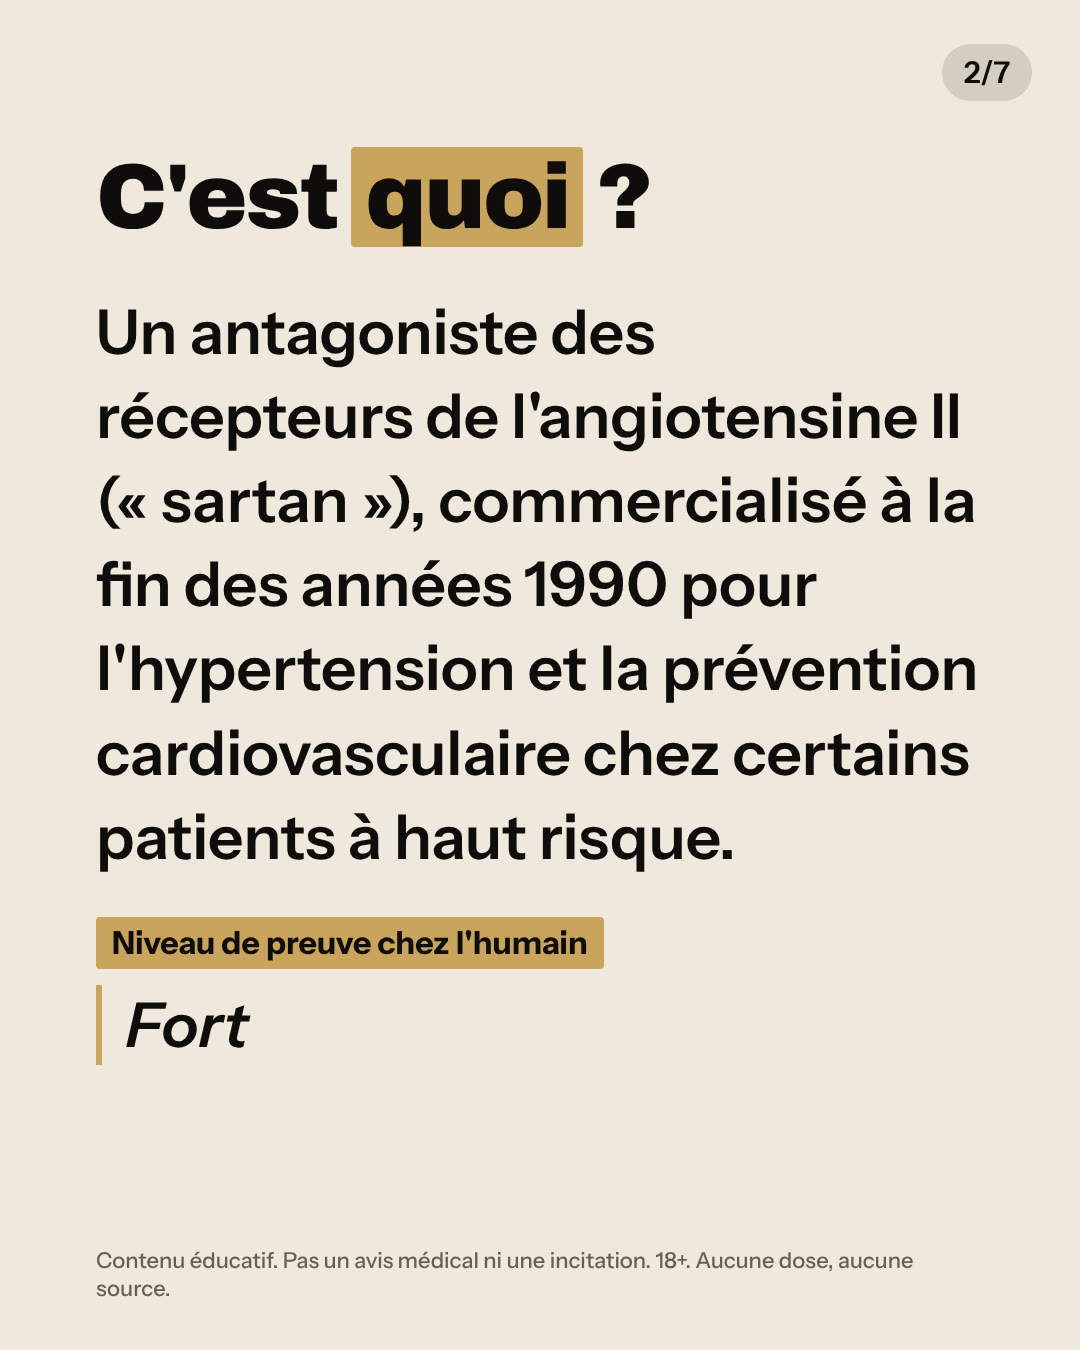 2/7
C'est quoi ?
Un antagoniste des
récepteurs de l'angiotensine II
(« sartan »), commercialisé à la
fin des années 1990 pour
l'hypertension et la prévention
cardiovasculaire chez certains
patients à haut risque.
Niveau de preuve chez l'humain
Fort
Contenu éducatif. Pas un avis médical ni une incitation. 18+. Aucune dose, aucune
source.